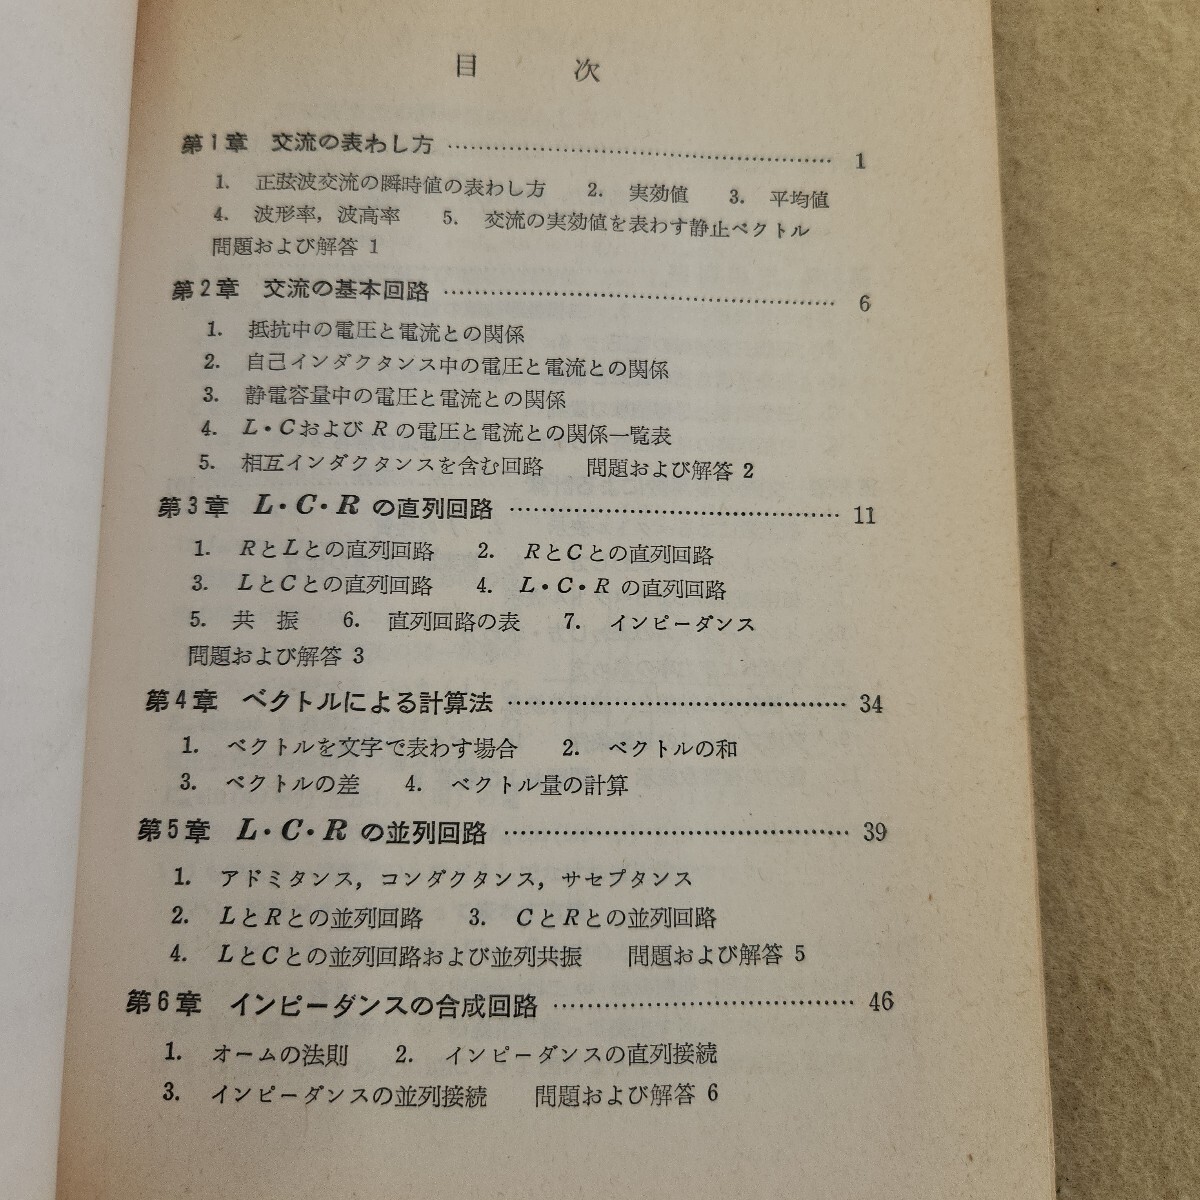 目　次
第1章　交流の表わし方 …… 1
1.　正弦波交流の瞬時値の表わし方　2.　実効値　3.　平均値
4.　波形率，波高率　5.　交流の実効値を表わす静止ベクトル
問題および解答 1
第2章　交流の基本回路 …… 6
1.　抵抗中の電圧と電流との関係
2.　自己インダクタンス中の電圧と電流との関係
3.　静電容量中の電圧と電流との関係
4.　L・CおよびRの電圧と電流との関係一覧表
5.　相互インダクタンスを含む回路　問題および解答 2
第3章　L・C・Rの直列回路 …… 11
1.　RとLとの直列回路　2.　RとCとの直列回路
3.　LとCとの直列回路　4.　L・C・Rの直列回路
5.　共　振　6.　直列回路の表　7.　インピーダンス
問題および解答 3
第4章　ベクトルによる計算法 …… 34
1.　ベクトルを文字で表わす場合　2.　ベクトルの和
3.　ベクトルの差　4.　ベクトル量の計算
第5章　L・C・Rの並列回路 …… 39
1.　アドミタンス，コンダクタンス，サセプタンス
2.　LとRとの並列回路　3.　CとRとの並列回路
4.　LとCとの並列回路および並列共振　問題および解答 5
第6章　インピーダンスの合成回路 …… 46
1.　オームの法則　2.　インピーダンスの直列接続
3.　インピーダンスの並列接続　問題および解答 6